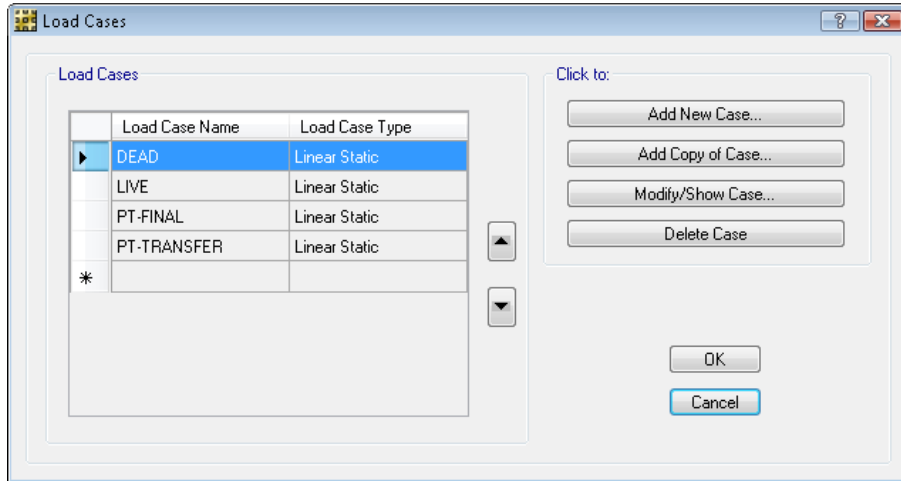 Load Cases
Load Cases
Load Case Name Load Case Type
DEAD Linear Static
LIVE Linear Static
PT-FINAL Linear Static
PT-TRANSFER Linear Static
Click to:
Add New Case...
Add Copy of Case...
Modify/Show Case...
Delete Case
OK
Cancel